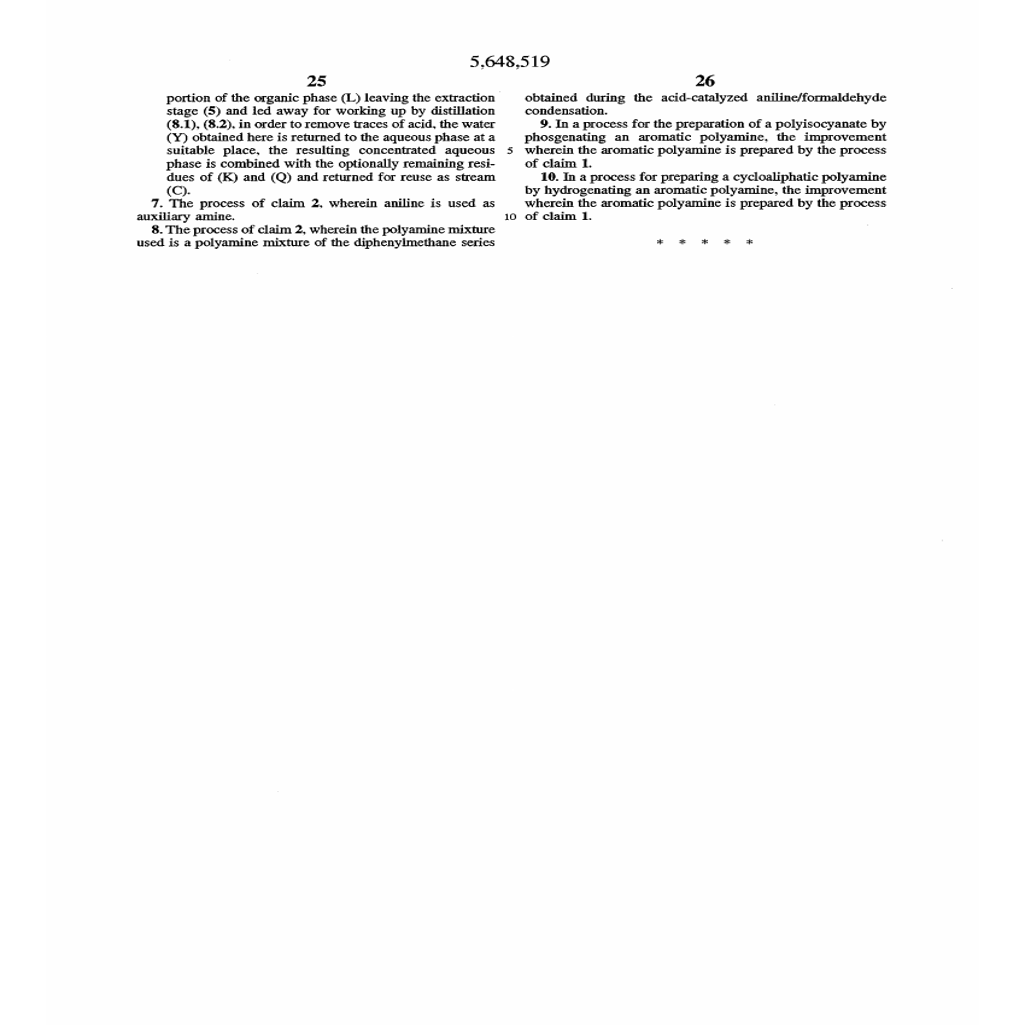 5,648,519
25
portion of the organic phase (L) leaving the extraction
stage (5) and led away for working up by distillation
(8.1), (8.2), in order to remove traces of acid, the water
(Y) obtained here is returned to the aqueous phase at a
suitable place, the resulting concentrated aqueous
phase is combined with the optionally remaining resi-
dues of (K) and (Q) and returned for reuse as stream
(C).
7. The process of claim 2, wherein aniline is used as
auxiliary amine.
8. The process of claim 2, wherein the polyamine mixture
used is a polyamine mixture of the diphenylmethane series
5
10
26
obtained during the acid-catalyzed aniline/formaldehyde
condensation.
9. In a process for the preparation of a polyisocyanate by
phosgenating an aromatic polyamine, the improvement
wherein the aromatic polyamine is prepared by the process
of claim 1.
10. In a process for preparing a cycloaliphatic polyamine
by hydrogenating an aromatic polyamine, the improvement
wherein the aromatic polyamine is prepared by the process
of claim 1.
* * * * *